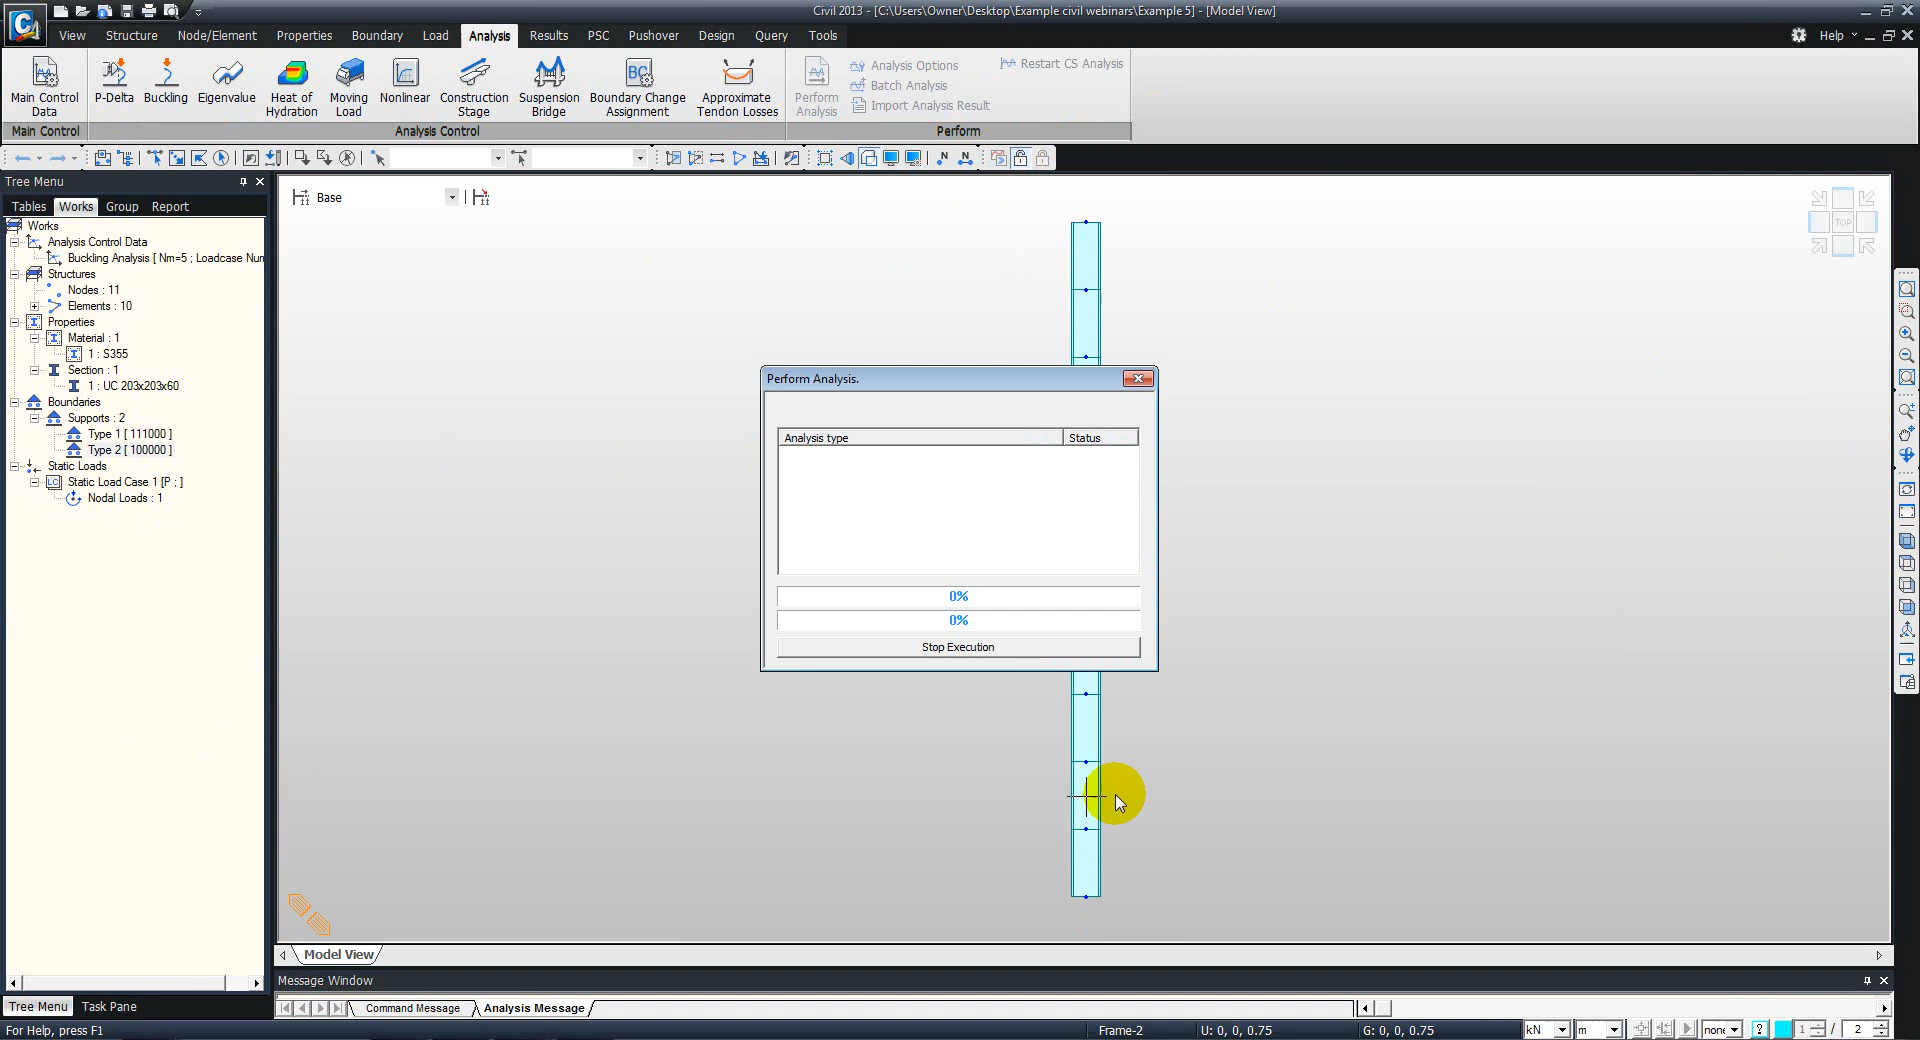 Civil 2013 - [C:\Users\Owner\Desktop\Example civil webinars\Example 5] - [Model View]
View Structure Node/Element Properties Boundary Load Analysis Results PSC Pushover Design Query Tools Help
Main Control Data
P-Delta
Buckling
Eigenvalue
Heat of Hydration
Moving Load
Nonlinear
Construction Stage
Suspension Bridge
Boundary Change Assignment
Approximate Tendon Losses
Perform Analysis
Analysis Options
Batch Analysis
Import Analysis Result
Restart CS Analysis
Main Control Analysis Control Perform
Tree Menu
Tables Works Group Report
Works
Analysis Control Data
Buckling Analysis [ Nm=5 ; Loadcase Num
Structures
Nodes : 11
Elements : 10
Properties
Material : 1
1 : S355
Section : 1
1 : UC 203x203x60
Boundaries
Supports : 2
Type 1 [ 111000 ]
Type 2 [ 100000 ]
Static Loads
Static Load Case 1 [P ; ]
Nodal Loads : 1
Base
TOP
Perform Analysis.
Analysis type Status
0%
0%
Stop Execution
Model View
Message Window
Command Message Analysis Message
Tree Menu Task Pane
For Help, press F1
Frame-2 U: 0, 0, 0.75 G: 0, 0, 0.75 kN m none ? 1 / 2